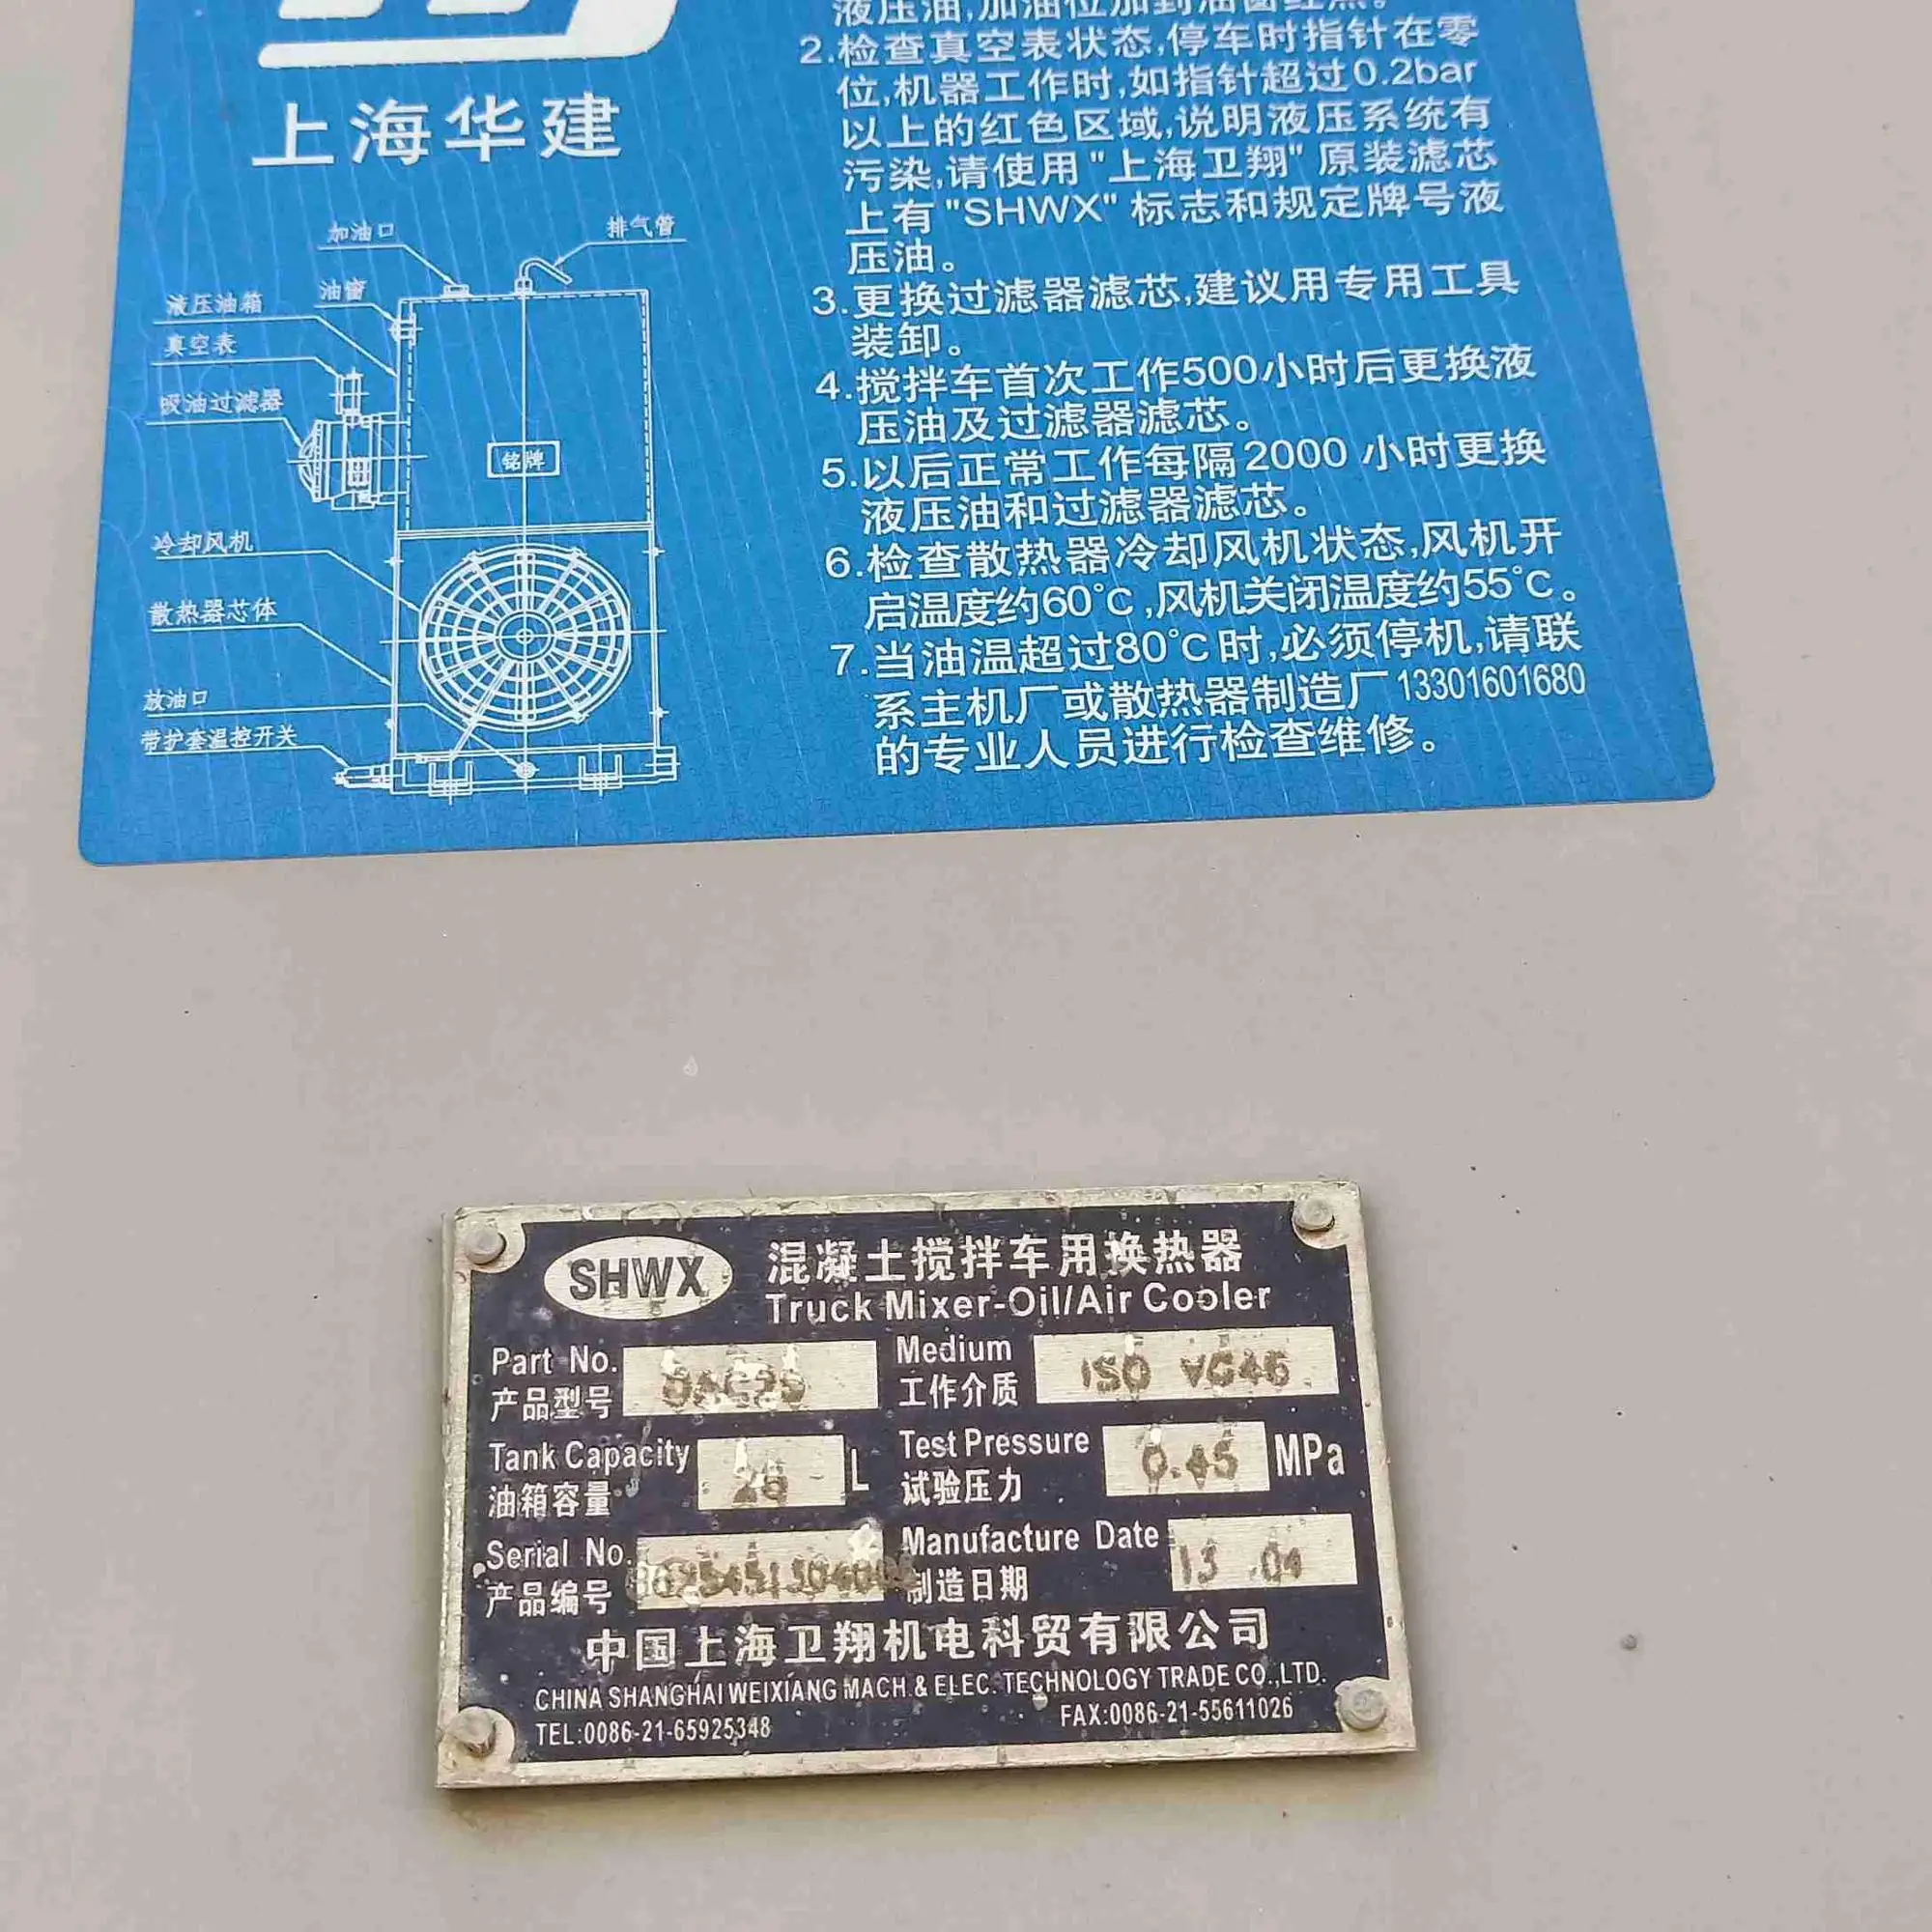 液压油,加油位加到油窗红点。
2.检查真空表状态,停车时指针在零
位,机器工作时,如指针超过0.2bar
以上的红色区域,说明液压系统有
污染,请使用"上海卫翔"原装滤芯
上有"SHWX"标志和规定牌号液
压油。
3.更换过滤器滤芯,建议用专用工具
装卸。
4.搅拌车首次工作500小时后更换液
压油及过滤器滤芯。
5.以后正常工作每隔2000小时更换
液压油和过滤器滤芯。
6.检查散热器冷却风机状态,风机开
启温度约60℃,风机关闭温度约55℃。
7.当油温超过80℃时,必须停机,请联
系主机厂或散热器制造厂13301601680
的专业人员进行检查维修。
上海华建
加油口
排气管
油窗
液压油箱
真空表
吸油过滤器
铭牌
冷却风机
散热器芯体
放油口
带护套温控开关
SHWX
混凝土搅拌车用换热器
Truck Mixer-Oil/Air Cooler
Part No.
产品型号
Medium
工作介质
ISO VG46
Tank Capacity
油箱容量
L
Test Pressure
试验压力
0.45 MPa
Serial No.
产品编号
Manufacture Date
制造日期
13.04
中国上海卫翔机电科贸有限公司
CHINA SHANGHAI WEIXIANG MACH & ELEC. TECHNOLOGY TRADE CO.,LTD.
TEL:0086-21-65925348
FAX:0086-21-55611026